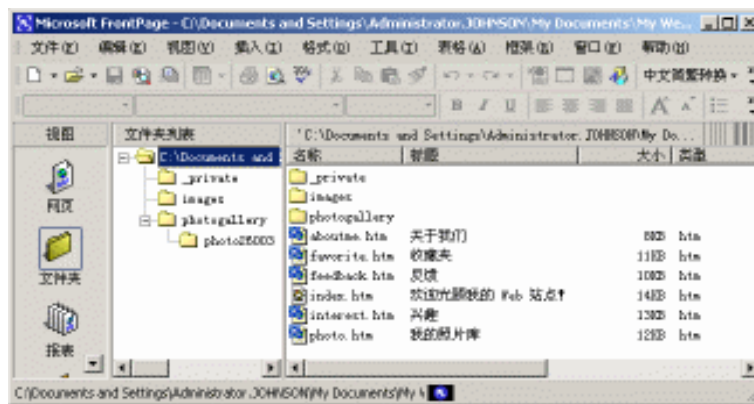 Microsoft FrontPage - C:\Documents and Settings\Administrator.JOHNSON\My Documents\My We...
文件(F) 编辑(E) 视图(V) 插入(I) 格式(O) 工具(T) 表格(A) 框架(R) 窗口(W) 帮助(H)
中文简繁转换
B I U
视图 文件夹列表 'C:\Documents and Settings\Administrator.JOHNSON\My Do...
C:\Documents and 名称 标题 大小 类型
_private _private
images images
photogallery photogallery
photo25003 aboutme.htm 关于我们 8KB htm
favorite.htm 收藏夹 11KB htm
feedback.htm 反馈 10KB htm
index.htm 欢迎光顾我的 Web 站点! 14KB htm
interest.htm 兴趣 13KB htm
photo.htm 我的照片库 12KB htm
网页
文件夹
报表
C:/Documents and Settings/Administrator.JOHNSON/My Documents/My W